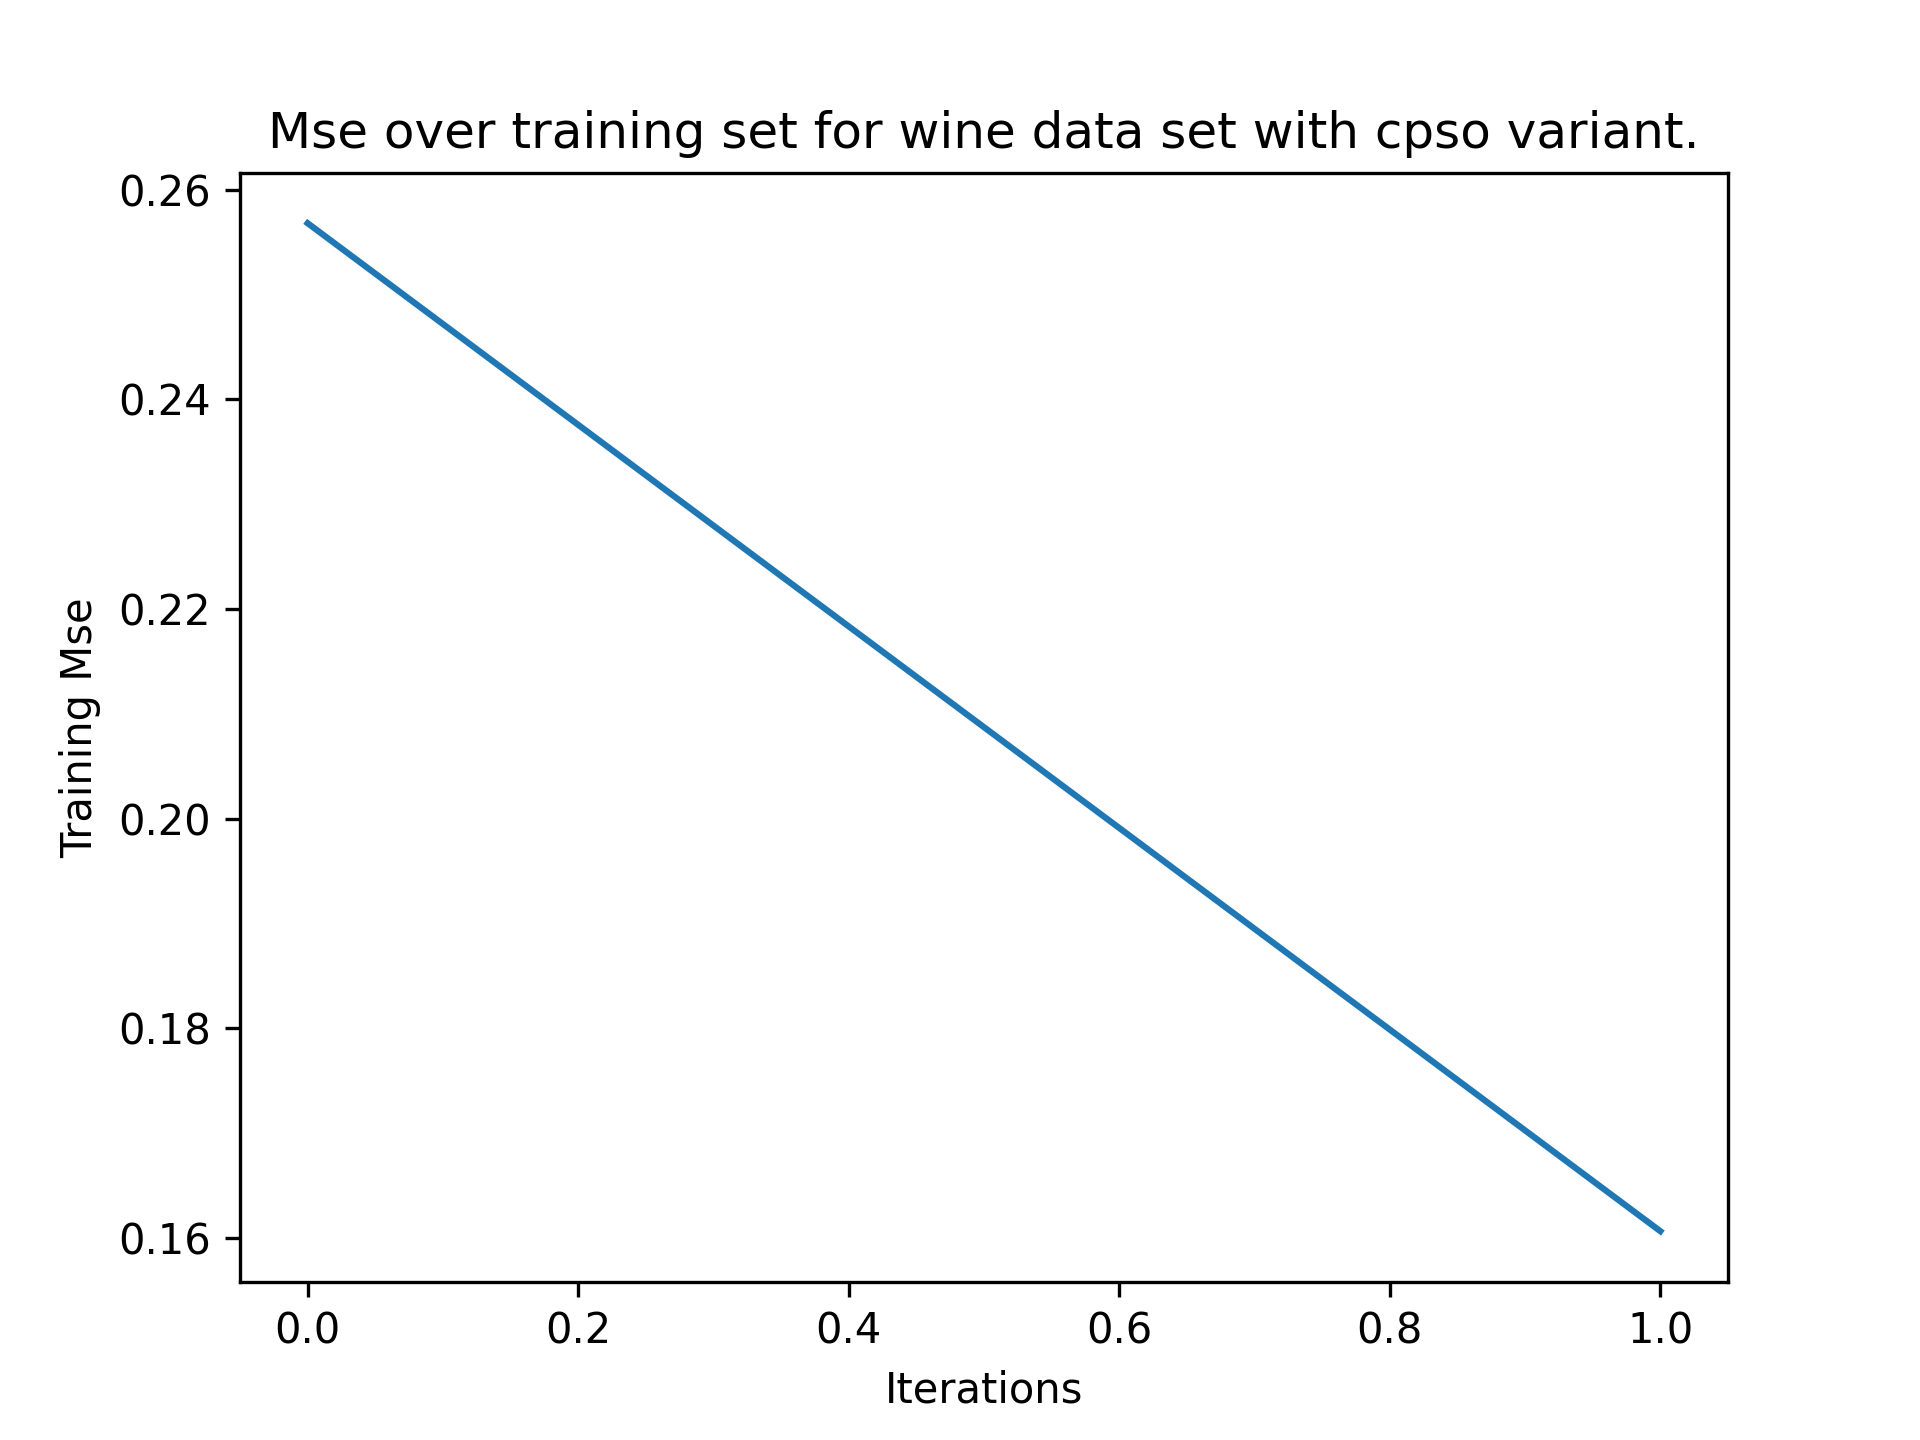 Mse over training set for wine data set with cpso variant.
0.26
0.24
0.22
0.20
0.18
0.16
Training Mse
0.0 0.2 0.4 0.6 0.8 1.0
Iterations